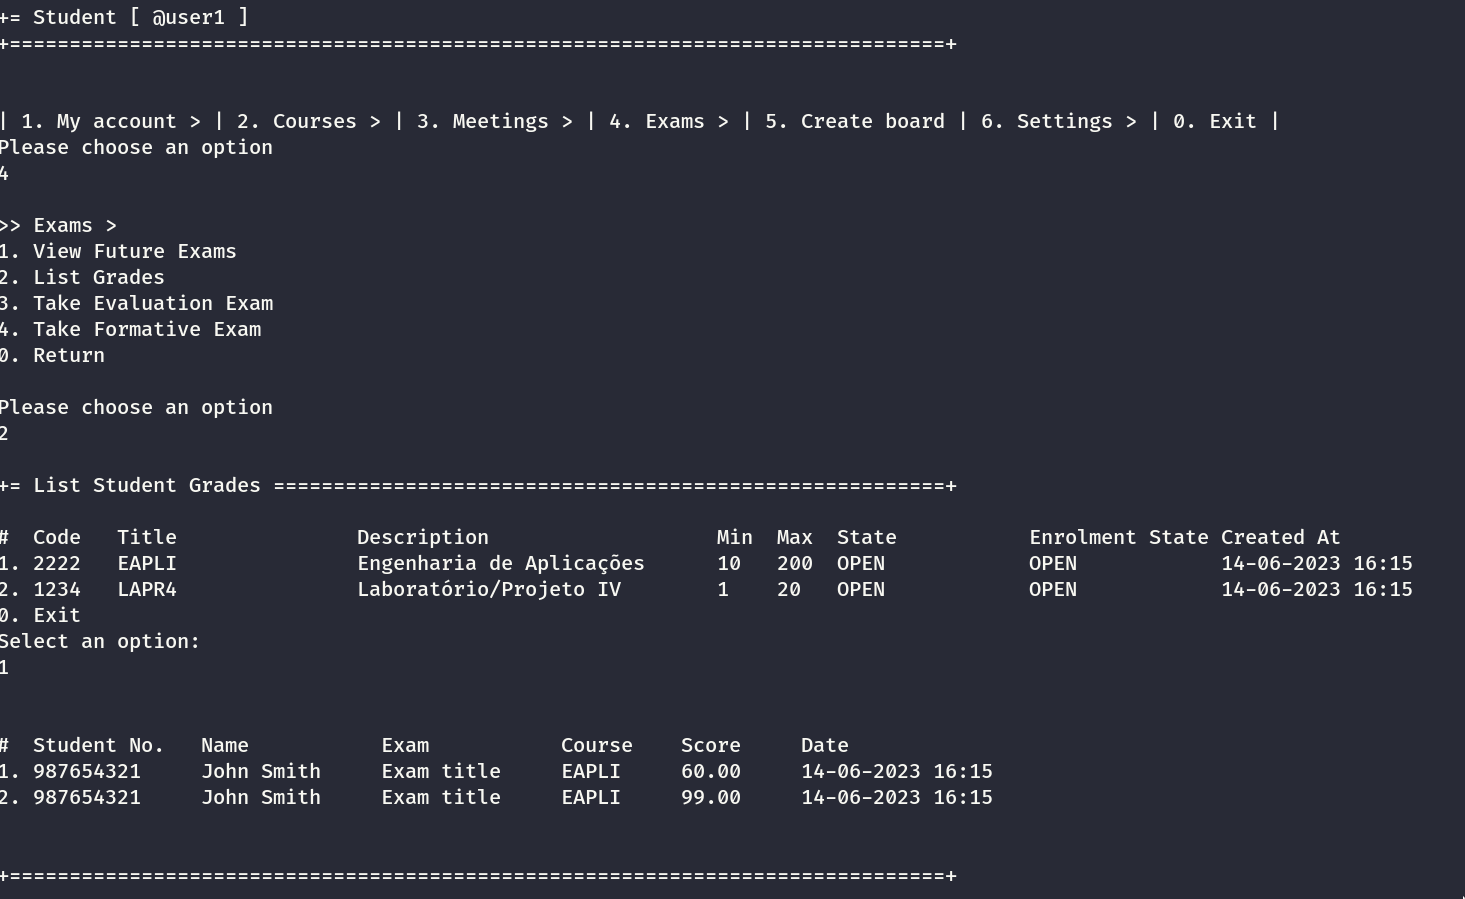 += Student [ @user1 ]
+==============================================================================+
| 1. My account > | 2. Courses > | 3. Meetings > | 4. Exams > | 5. Create board | 6. Settings > | 0. Exit |
Please choose an option
4
>> Exams >
1. View Future Exams
2. List Grades
3. Take Evaluation Exam
4. Take Formative Exam
0. Return
Please choose an option
2
+= List Student Grades ========================================================+
#  Code   Title               Description                   Min  Max  State           Enrolment State Created At
1. 2222   EAPLI               Engenharia de Aplicações      10   200  OPEN            OPEN            14-06-2023 16:15
2. 1234   LAPR4               Laboratório/Projeto IV        1    20   OPEN            OPEN            14-06-2023 16:15
0. Exit
Select an option:
1
#  Student No.   Name           Exam           Course    Score     Date
1. 987654321     John Smith     Exam title     EAPLI     60.00     14-06-2023 16:15
2. 987654321     John Smith     Exam title     EAPLI     99.00     14-06-2023 16:15
+==============================================================================+